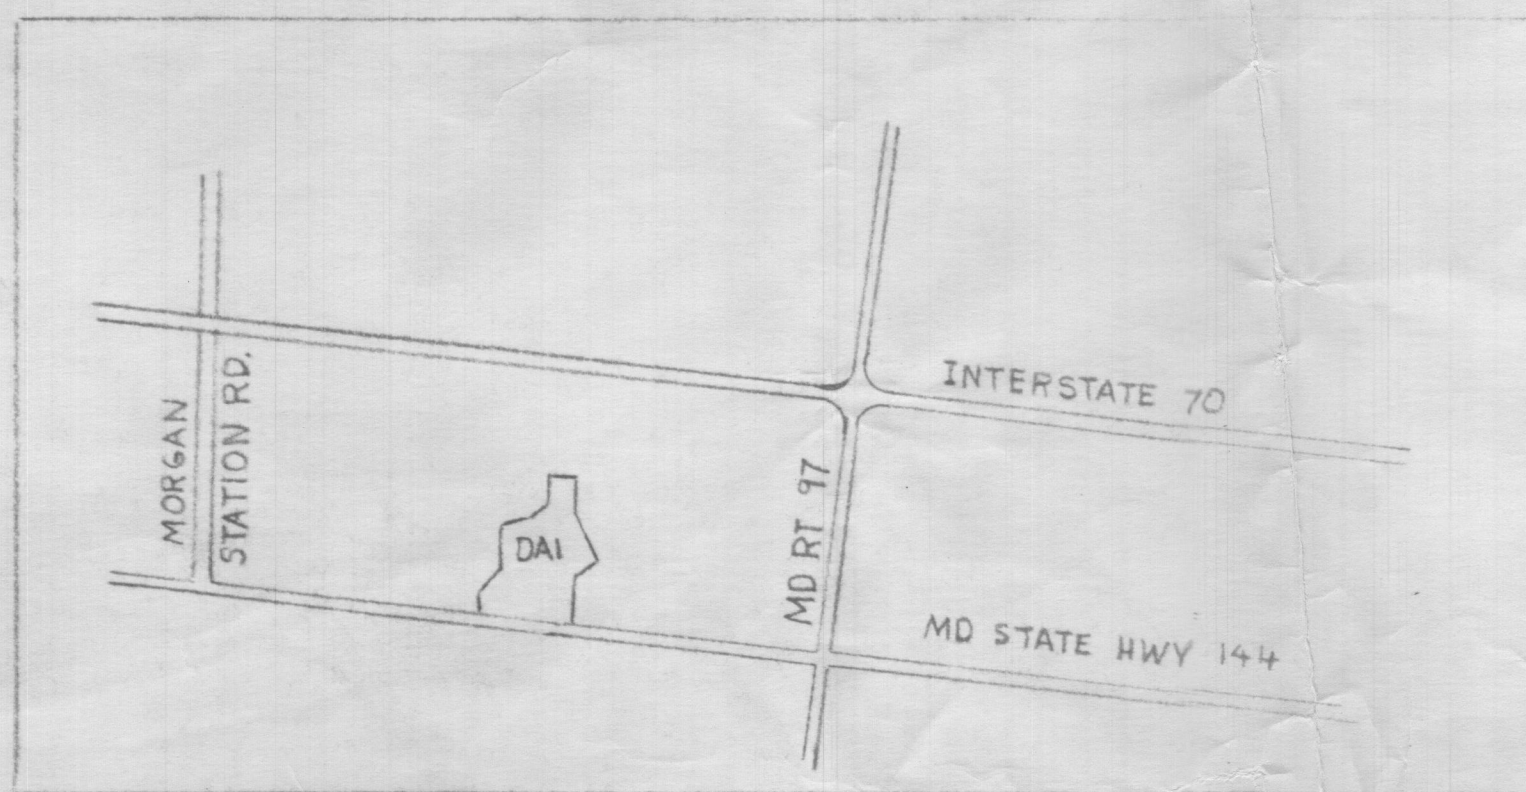 INTERSTATE 70
MORGAN
STATION RD.
MD RT 97
DAI
MD STATE HWY 144